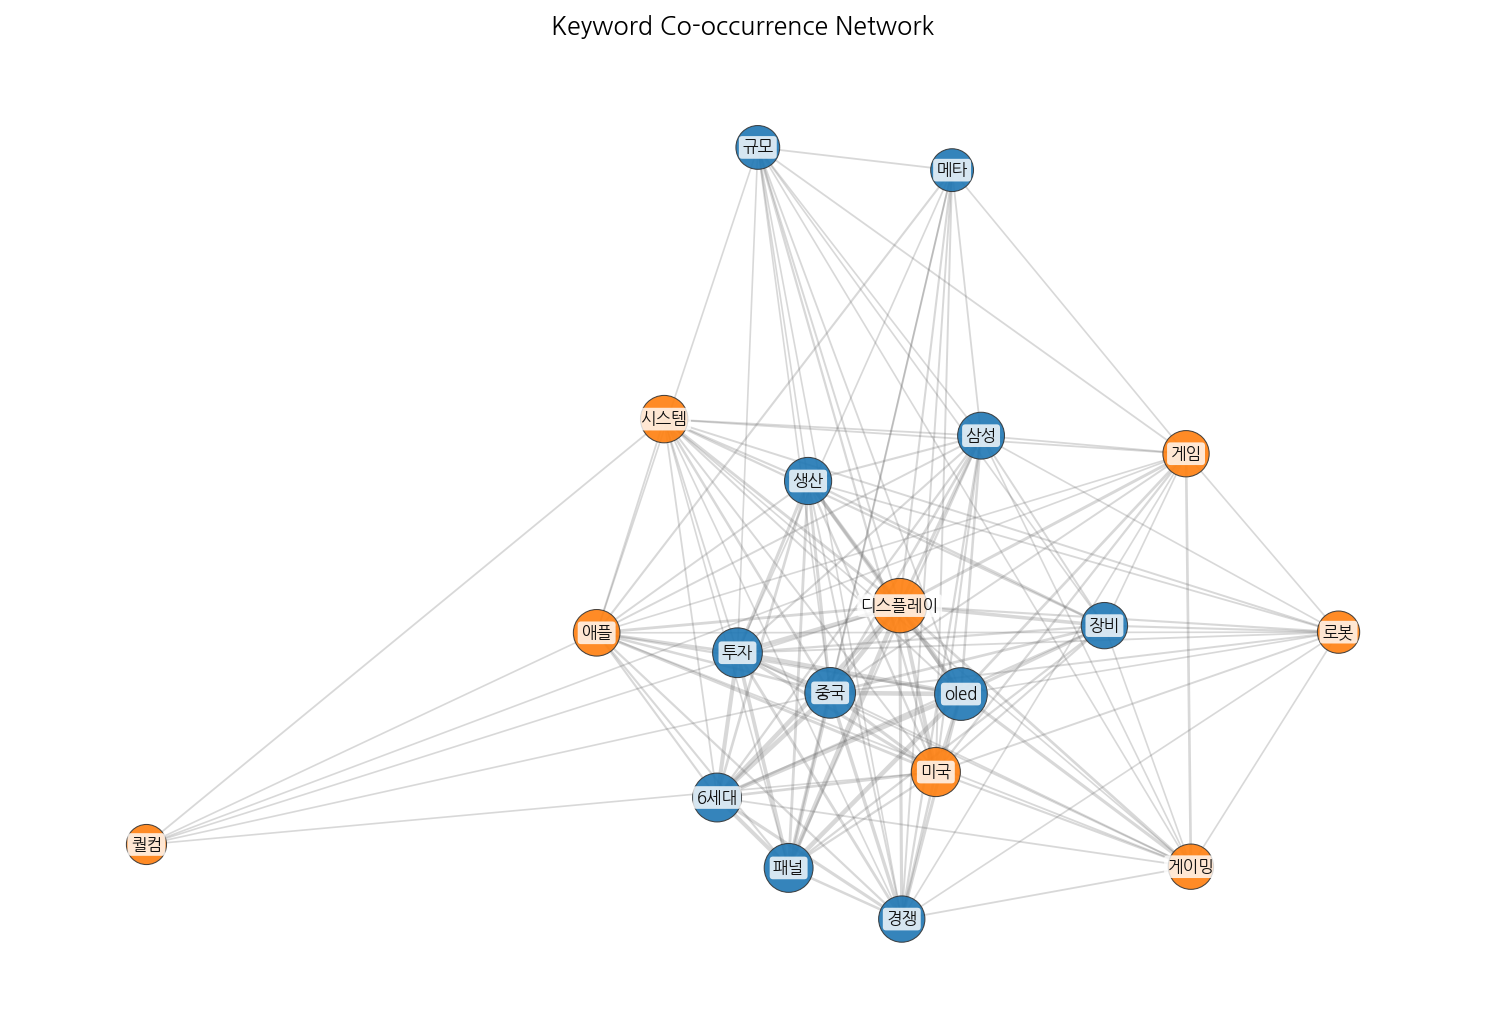 Keyword Co-occurrence Network
규모
메타
시스템
삼성
게임
생산
디스플레이
애플
투자
장비
로봇
중국
oled
미국
6세대
퀄컴
패널
게이밍
경쟁